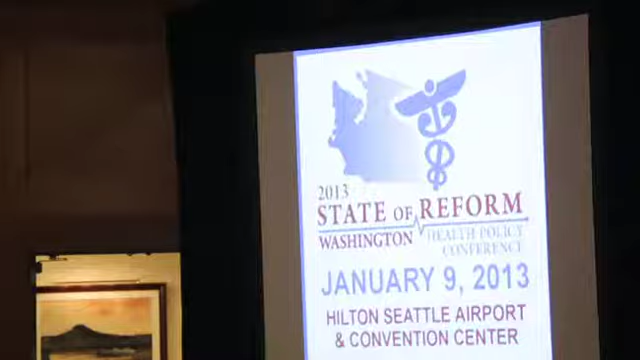 2013
STATE OF REFORM
WASHINGTON HEALTH POLICY
CONFERENCE
JANUARY 9, 2013
HILTON SEATTLE AIRPORT
& CONVENTION CENTER